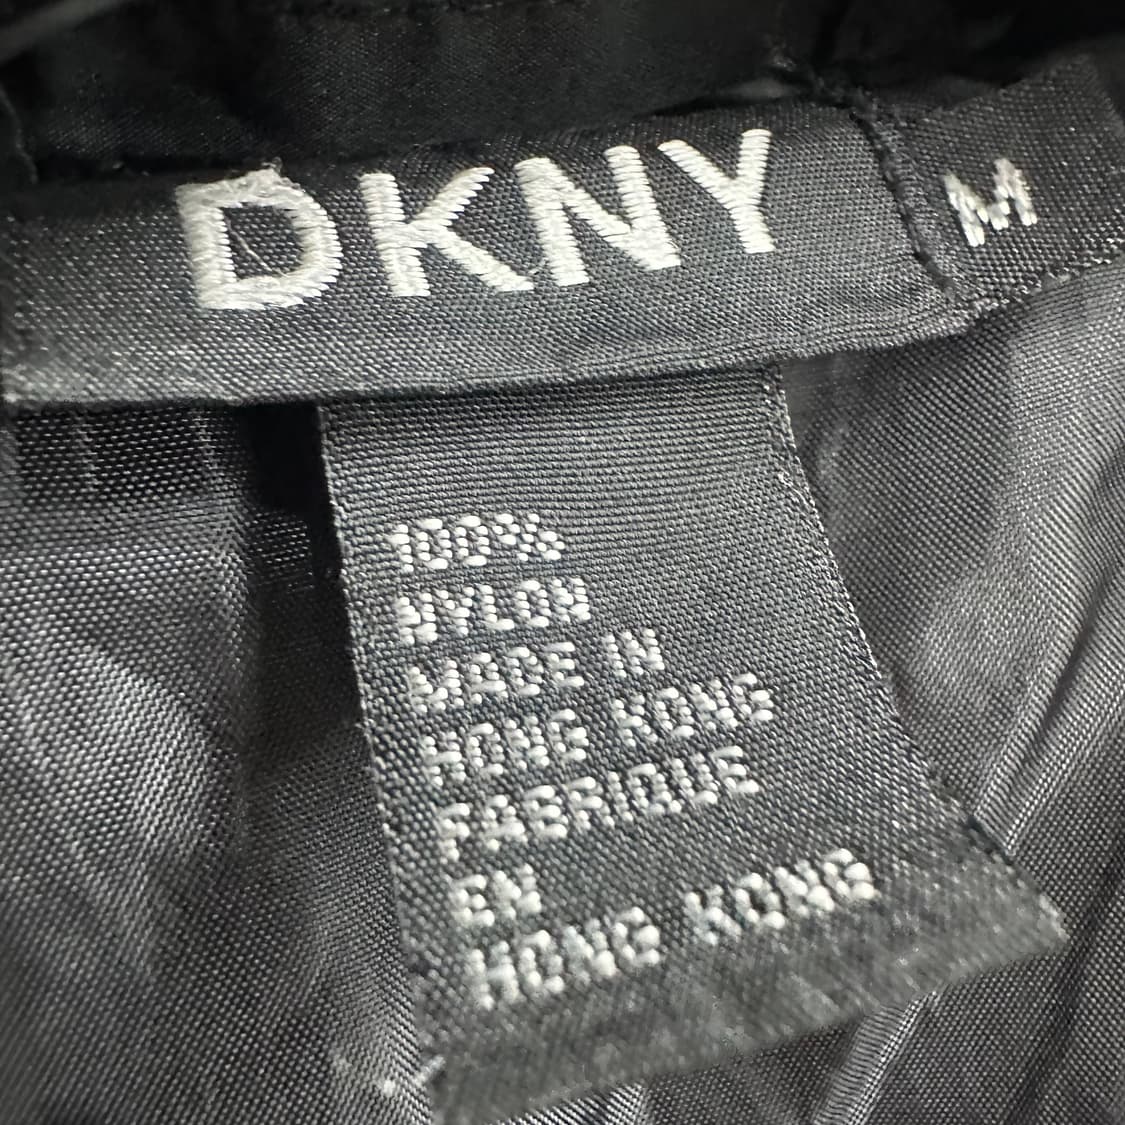 DKNY M
100%
NYLON
MADE IN
HONG KONG
FABRIQUE
EN
HONG KONG